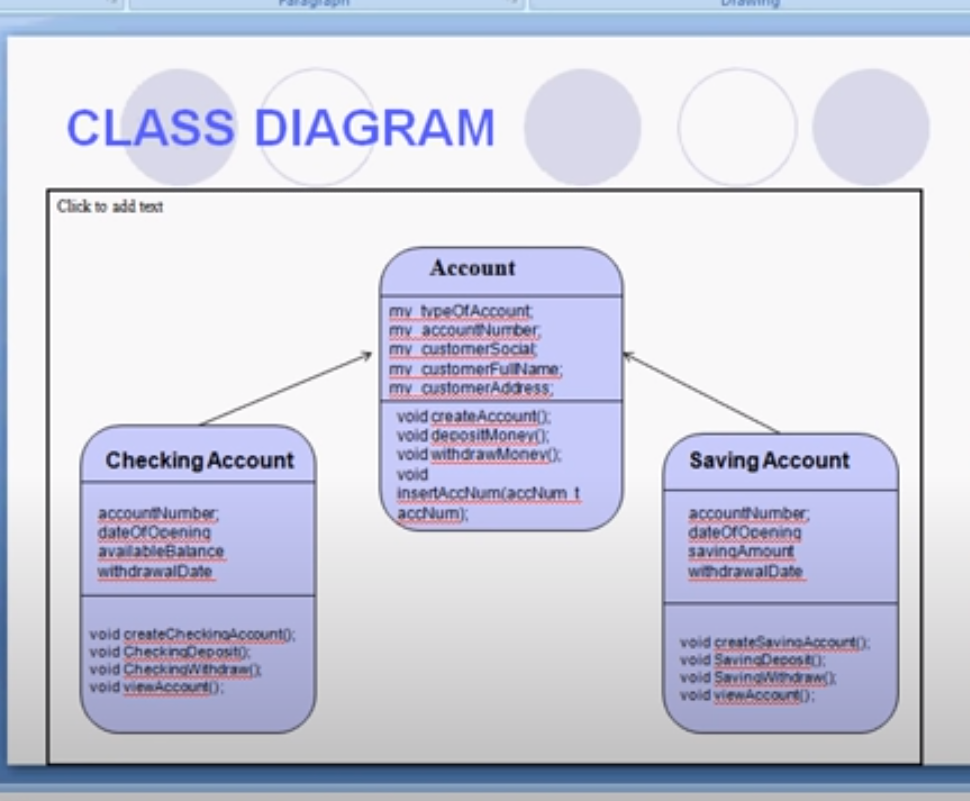 Paragraph
Drawing
CLASS DIAGRAM
Click to add text
Account
my_typeOfAccount;
my_accountNumber;
my_customerSocial;
my_customerFullName;
my_customerAddress;
void createAccount();
void depositMoney();
void withdrawMoney();
void
insertAccNum(accNum_t
accNum);
Checking Account
accountNumber;
dateOfOpening
availableBalance
withdrawalDate
void createCheckingAccount();
void CheckingDeposit();
void CheckingWithdraw();
void viewAccount();
Saving Account
accountNumber;
dateOfOpening
savingAmount
withdrawalDate
void createSavingAccount();
void SavingDeposit();
void SavingWithdraw();
void viewAccount();